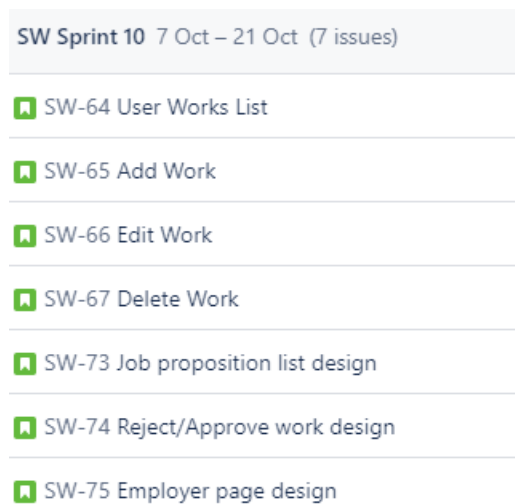 SW Sprint 10 7 Oct – 21 Oct (7 issues)
SW-64 User Works List
SW-65 Add Work
SW-66 Edit Work
SW-67 Delete Work
SW-73 Job proposition list design
SW-74 Reject/Approve work design
SW-75 Employer page design